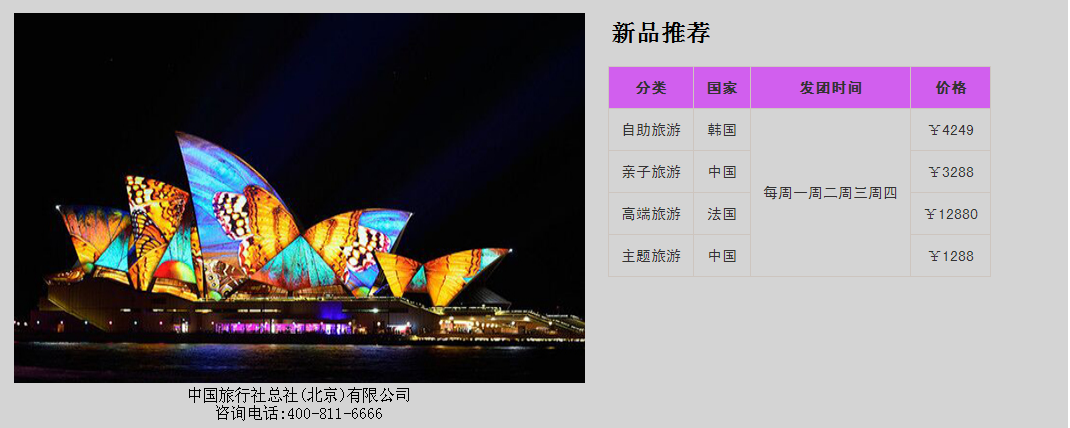 新品推荐
分类 国家 发团时间 价格
自助旅游 韩国 每周一周二周三周四 ￥4249
亲子旅游 中国 ￥3288
高端旅游 法国 ￥12880
主题旅游 中国 ￥1288
中国旅行社总社(北京)有限公司
咨询电话:400-811-6666